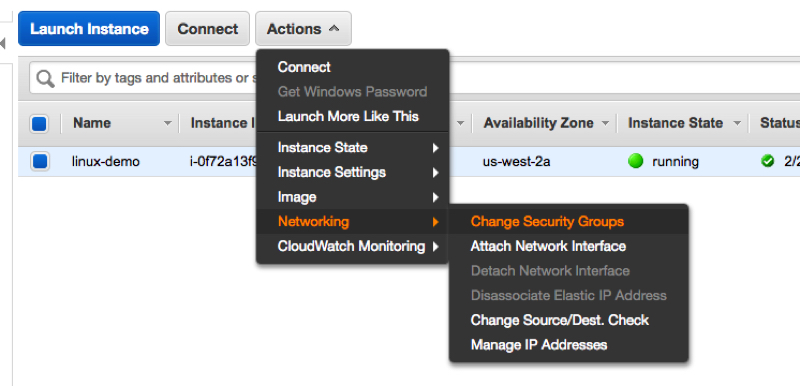 Launch Instance Connect Actions
Filter by tags and attributes or
Connect
Get Windows Password
Launch More Like This
Name Instance Availability Zone Instance State Status
Instance State
linux-demo i-0f72a13f9 us-west-2a running 2/2
Instance Settings
Image
Networking
CloudWatch Monitoring
Change Security Groups
Attach Network Interface
Detach Network Interface
Disassociate Elastic IP Address
Change Source/Dest. Check
Manage IP Addresses